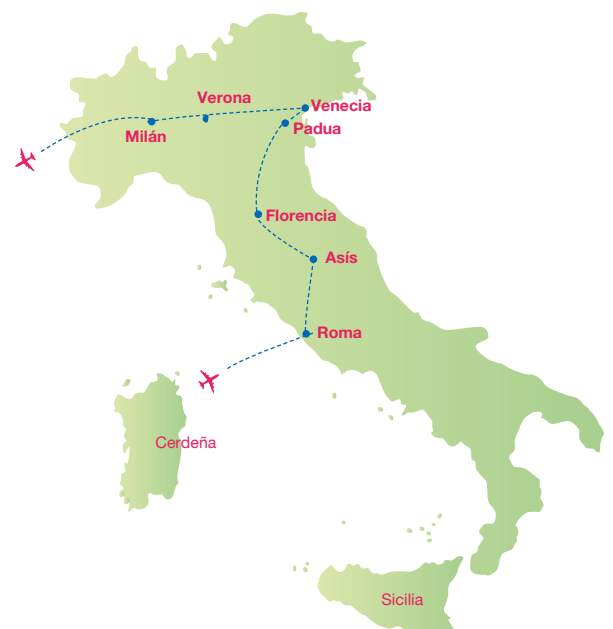 Verona
Venecia
Milán
Padua
Florencia
Asís
Roma
Cerdeña
Sicilia